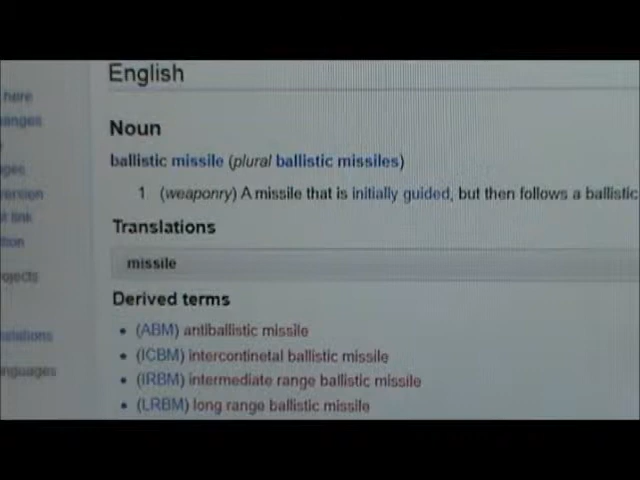 English
here
Noun
ballistic missile (plural ballistic missiles)
1 (weaponry) A missile that is initially guided, but then follows a ballistic
Translations
missile
Derived terms
(ABM) antiballistic missile
(ICBM) intercontinetal ballistic missile
(IRBM) intermediate range ballistic missile
(LRBM) long range ballistic missile